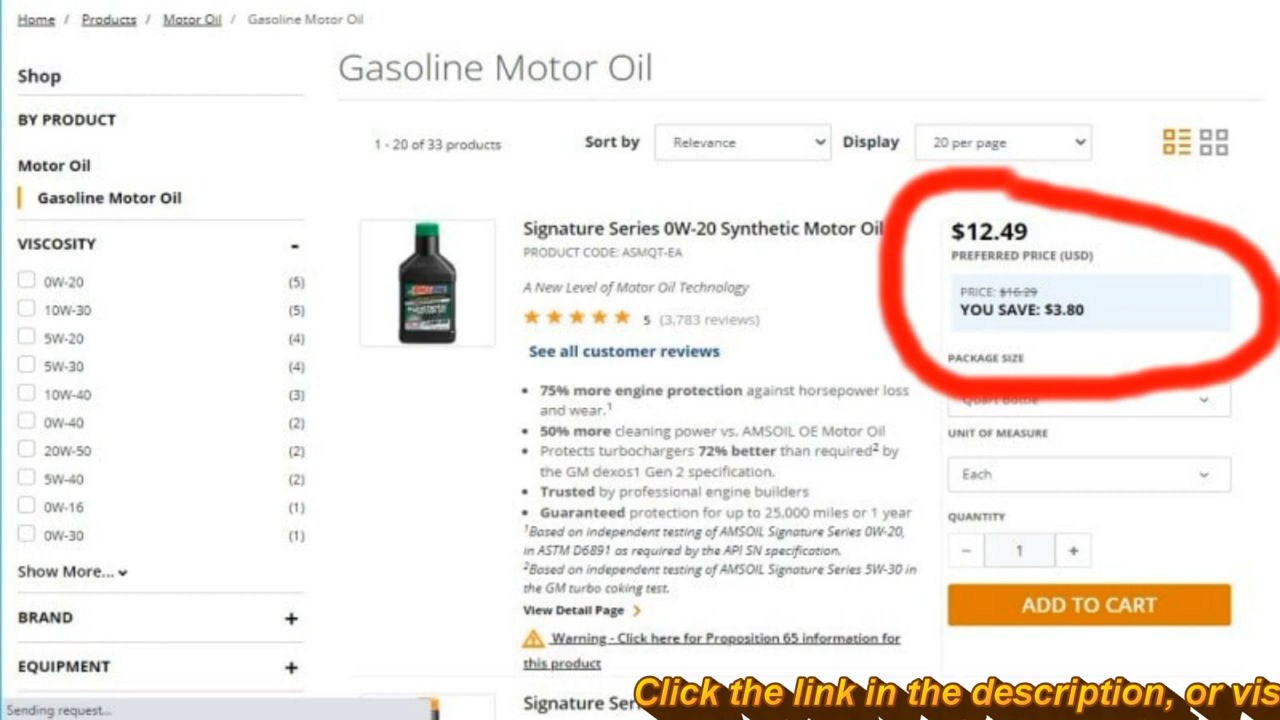 Home / Products / Motor Oil / Gasoline Motor Oil
Shop
BY PRODUCT
Motor Oil
Gasoline Motor Oil
VISCOSITY -
0W-20 (5)
10W-30 (5)
5W-20 (4)
5W-30 (4)
10W-40 (3)
0W-40 (2)
20W-50 (2)
5W-40 (2)
0W-16 (1)
0W-30 (1)
Show More...
BRAND +
EQUIPMENT +
Sending request...
Gasoline Motor Oil
1 - 20 of 33 products
Sort by Relevance Display 20 per page
Signature Series 0W-20 Synthetic Motor Oil
PRODUCT CODE: ASMQT-EA
A New Level of Motor Oil Technology
5 (3,783 reviews)
See all customer reviews
• 75% more engine protection against horsepower loss
and wear.1
• 50% more cleaning power vs. AMSOIL OE Motor Oil
• Protects turbochargers 72% better than required2 by
the GM dexos1 Gen 2 specification.
• Trusted by professional engine builders
• Guaranteed protection for up to 25,000 miles or 1 year
1Based on independent testing of AMSOIL Signature Series 0W-20,
in ASTM D6891 as required by the API SN specification.
2Based on independent testing of AMSOIL Signature Series 5W-30 in
the GM turbo coking test.
View Detail Page
Warning - Click here for Proposition 65 information for
this product
$12.49
PREFERRED PRICE (USD)
PRICE: $16.29
YOU SAVE: $3.80
PACKAGE SIZE
Quart Bottle
UNIT OF MEASURE
Each
QUANTITY
- 1 +
ADD TO CART
Signature Ser
Click the link in the description, or vis